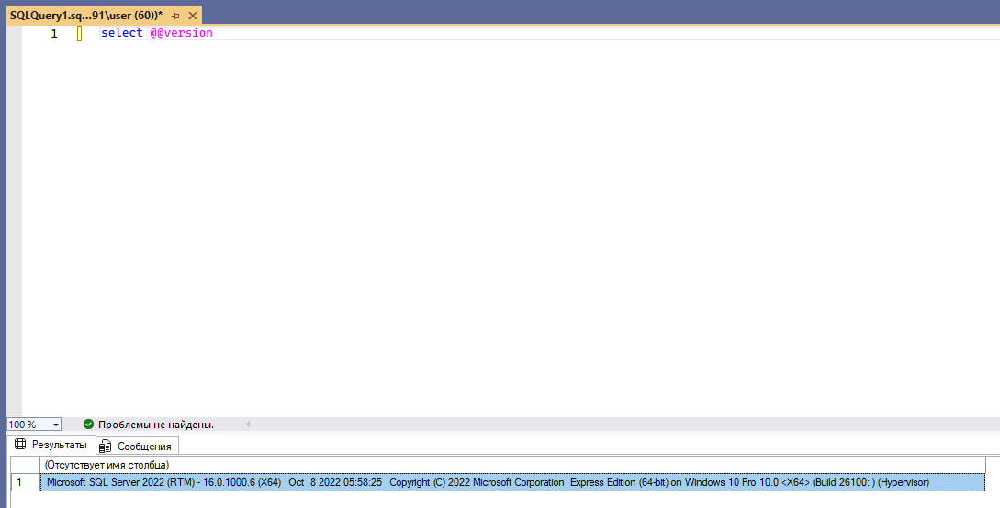 SQLQuery1.sq...91\user (60))*
1 select @@version
100 % Проблемы не найдены.
Результаты Сообщения
(Отсутствует имя столбца)
1 Microsoft SQL Server 2022 (RTM) - 16.0.1000.6 (X64) Oct 8 2022 05:58:25 Copyright (C) 2022 Microsoft Corporation Express Edition (64-bit) on Windows 10 Pro 10.0 <X64> (Build 26100: ) (Hypervisor)